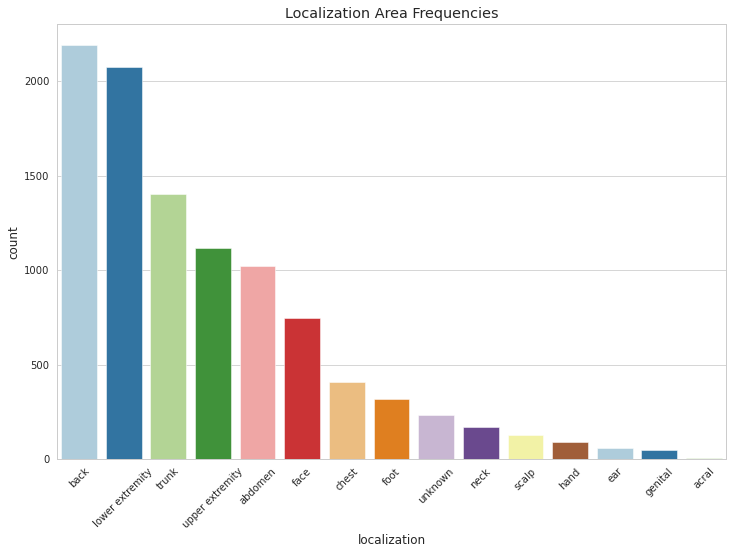 Localization Area Frequencies
2000
1500
1000
500
0
count
back
lower extremity
trunk
upper extremity
abdomen
face
chest
foot
unknown
neck
scalp
hand
ear
genital
acral
localization